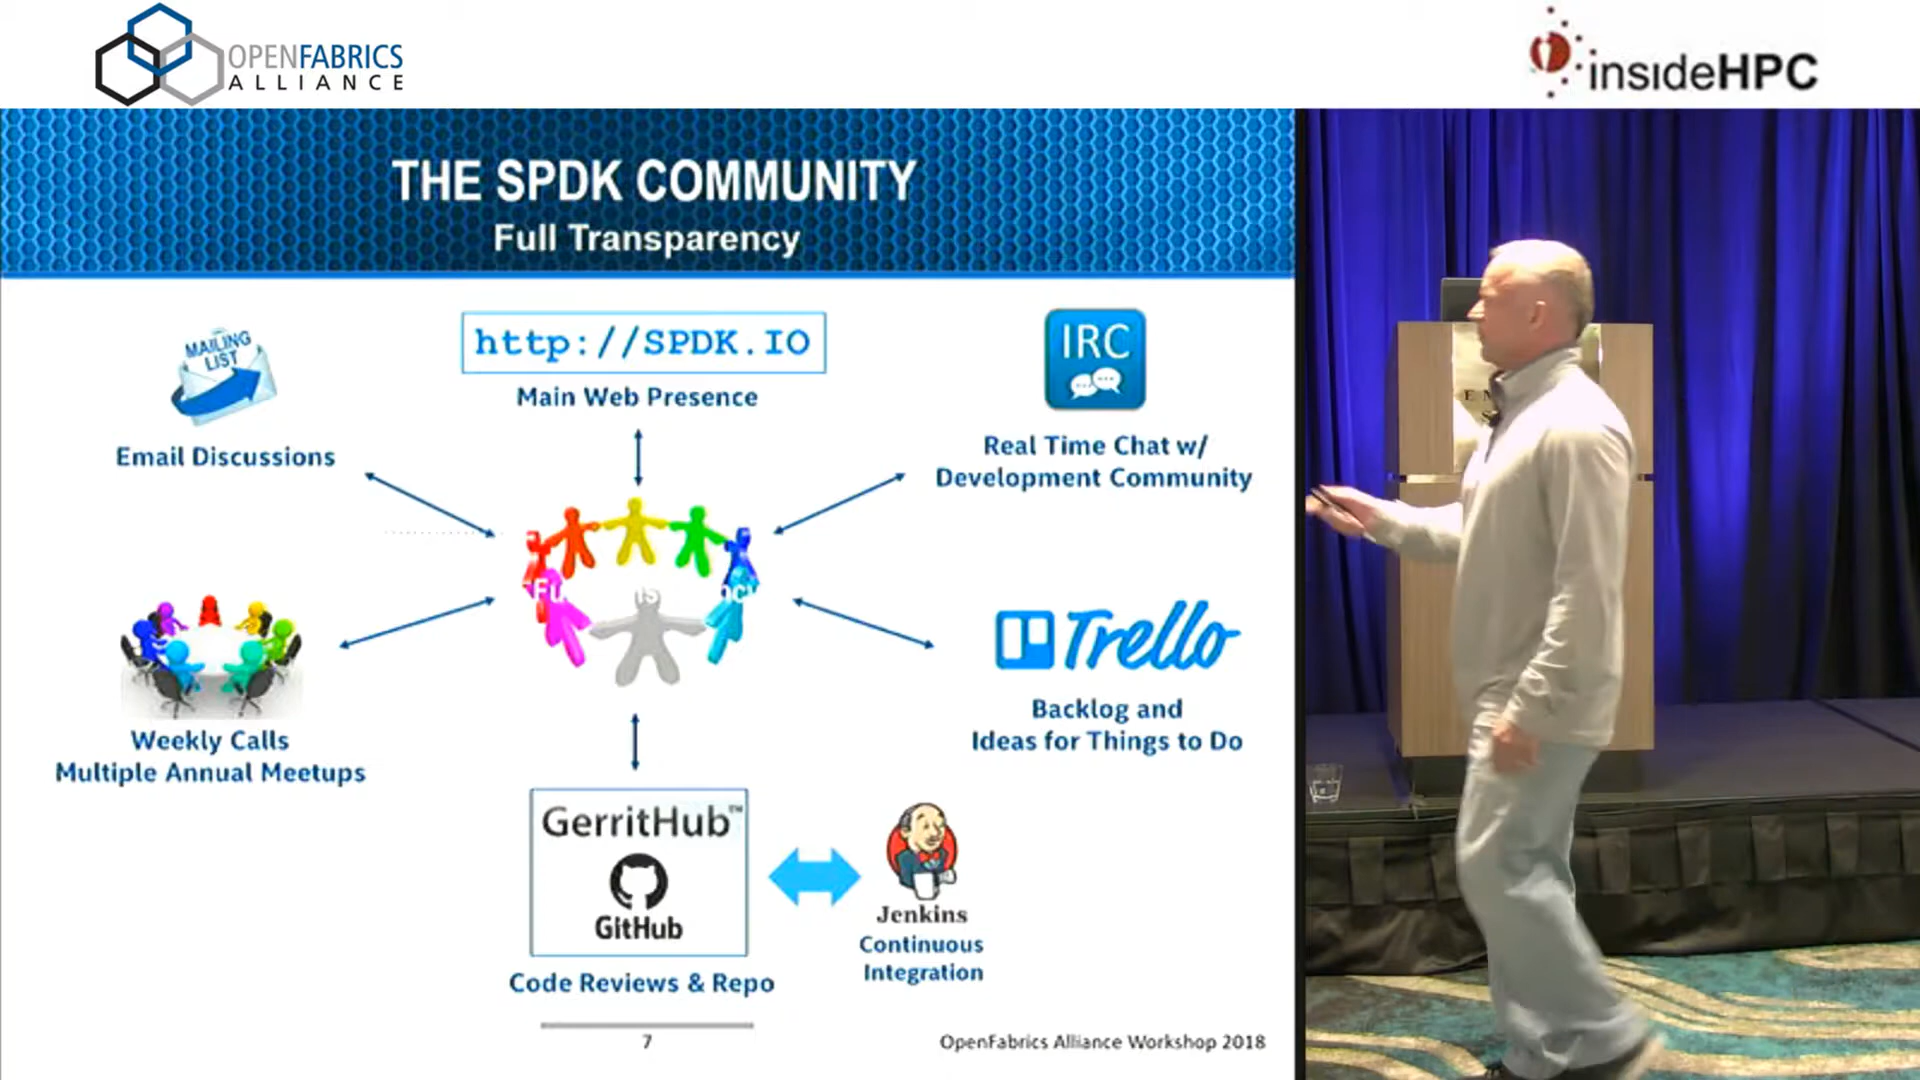 OPENFABRICS
ALLIANCE
insideHPC
THE SPDK COMMUNITY
Full Transparency
MAILING
LIST
Email Discussions
http://SPDK.IO
Main Web Presence
IRC
Real Time Chat w/
Development Community
Weekly Calls
Multiple Annual Meetups
Trello
Backlog and
Ideas for Things to Do
GerritHub™
GitHub
Code Reviews & Repo
Jenkins
Continuous
Integration
7
OpenFabrics Alliance Workshop 2018